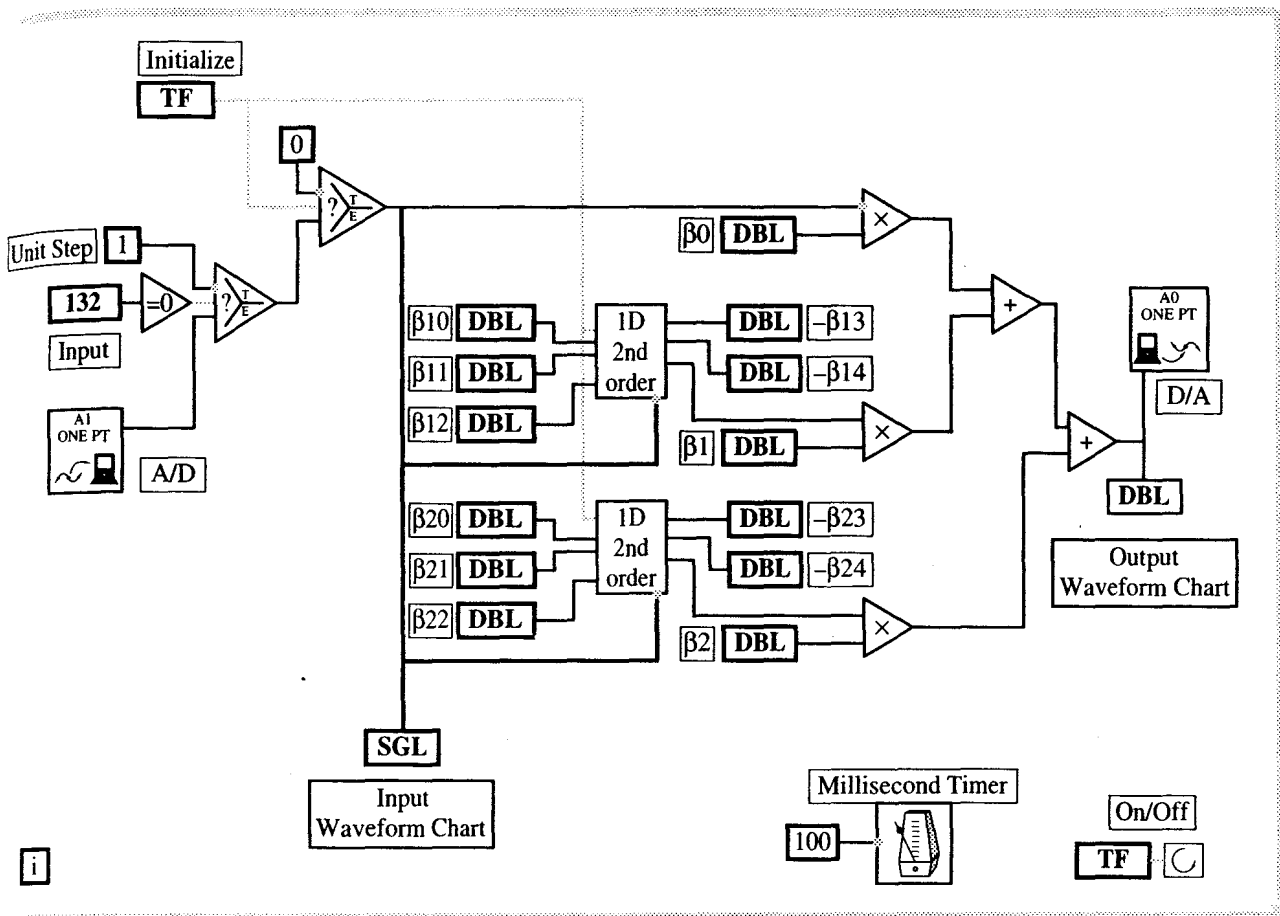 Initialize
TF
0
? T
E
Unit Step
1
132
=0
? T
E
Input
A1
ONE PT
A/D
β0
DBL
×
β10
DBL
β11
DBL
β12
DBL
1D
2nd
order
DBL
−β13
DBL
−β14
β1
DBL
×
+
+
A0
ONE PT
D/A
DBL
Output
Waveform Chart
β20
DBL
β21
DBL
β22
DBL
1D
2nd
order
DBL
−β23
DBL
−β24
β2
DBL
×
SGL
Input
Waveform Chart
Millisecond Timer
100
On/Off
TF
i